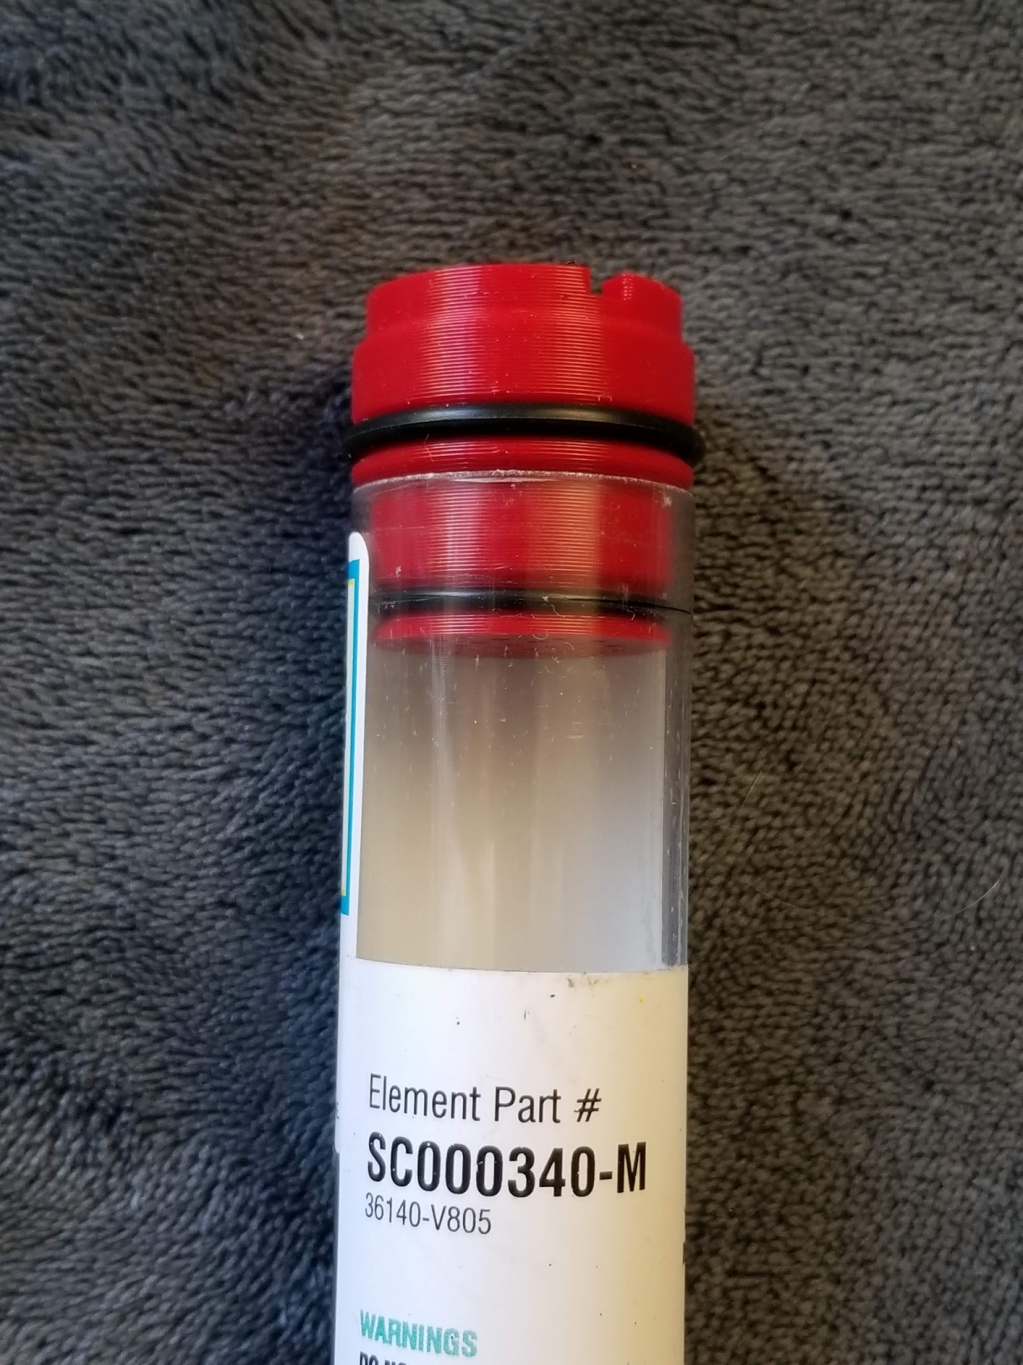 Element Part #
SC000340-M
36140-V805
WARNINGS